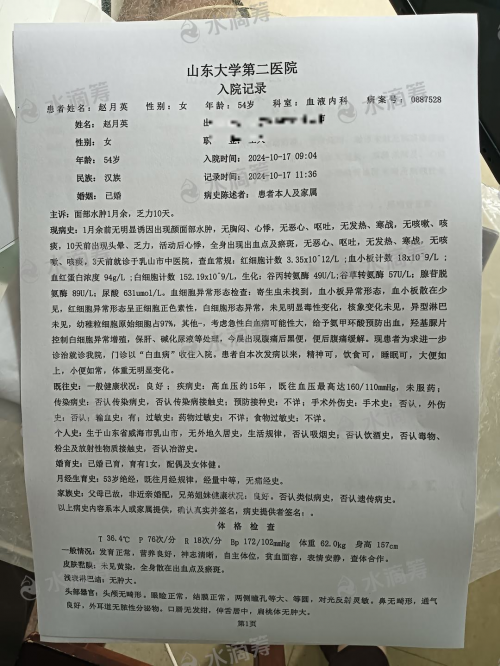 山东大学第二医院
入院记录
患者姓名：赵月英 性别：女 年龄：54岁 科室：血液内科 病案号：0887528
姓名：赵月英
性别：女
年龄：54岁 入院时间：2024-10-17 09:04
民族：汉族 记录时间：2024-10-17 11:36
婚姻：已婚 病史陈述者：患者本人及家属
主诉：面部水肿1月余，乏力10天。
现病史：1月余前无明显诱因出现颜面部水肿，无胸闷、心悸，无恶心、呕吐，无发热、寒战，无咳嗽、咳
痰，10天前出现头晕、乏力，活动后心悸，全身出现出血点及瘀斑，无恶心、呕吐，无发热、寒战，无咳
嗽、咳痰，3天前就诊于乳山市中医院，查血常规：红细胞计数 3.35x10^12/L ,血小板计数 18x10^9/L ,
血红蛋白浓度 94g/L ;白细胞计数 152.19x10^9/L，生化：谷丙转氨酶 49U/L;谷草转氨酶 57U/L; 腺苷脱
氨酶 89U/L; 尿酸 631umol/L。血细胞异常形态检查：寄生虫未找到，血小板异常形态，血小板散在少
见，红细胞异常形态呈正细胞正色素性，白细胞形态异常，未见明显毒性变化，核象变化未见，异型淋巴
未见，幼稚粒细胞原始细胞占97%，其他-，考虑急性白血病可能性大，给予氨甲环酸预防出血，羟基脲片
控制白细胞异常增殖，保肝、碱化尿液等处理，今晨出现腹痛后黑便，便后腹痛缓解。现患者为求进一步
诊治就诊我院，门诊以“白血病”收住入院，患者自本次发病以来，精神可，饮食可，睡眠可，大便如
上，小便如常，体重无明显变化。
既往史：一般健康状况：良好；疾病史：高血压约15年，既往血压最高达160/110mmHg，未服药；
传染病史：否认传染病史，否认传染病接触史；预防接种史：不详；手术外伤史：手术史：否认，外伤
史：否认；输血史：有；过敏史：药物过敏史：不详；食物过敏史：不详。
个人史：生于山东省威海市乳山市，无外地久居史，生活规律，否认吸烟史；否认饮酒史，否认毒物、
粉尘及放射性物质接触史，否认冶游史。
婚育史：已婚已育，育有1女，配偶及女体健。
月经生育史：53岁绝经，既往月经规律，经量中等，无痛经史。
家族史：父母已故，非近亲婚配，兄弟姐妹健康状况：良好，否认类似病史，否认遗传病史。
以上病史内容系本人或家属提供，确认真实并签名，病史提供者签名：。
体 格 检 查
T 36.4℃ P 76次/分 R 18次/分 Bp 172/102mmHg 体重 62.0kg 身高 157cm
一般情况：发育正常，营养良好，神志清晰，自主体位，贫血面容，表情安静，查体合作。
皮肤黏膜：未见黄染，全身散在出血点及瘀斑。
浅表淋巴结：无肿大。
头部器官：头颅无畸形。眼睑正常，结膜正常，两侧瞳孔等大、等圆，对光反射灵敏。鼻无畸形，通气
良好，外耳道无脓性分泌物。口唇无发绀，伸舌居中，扁桃体无肿大。
第1页
水滴筹